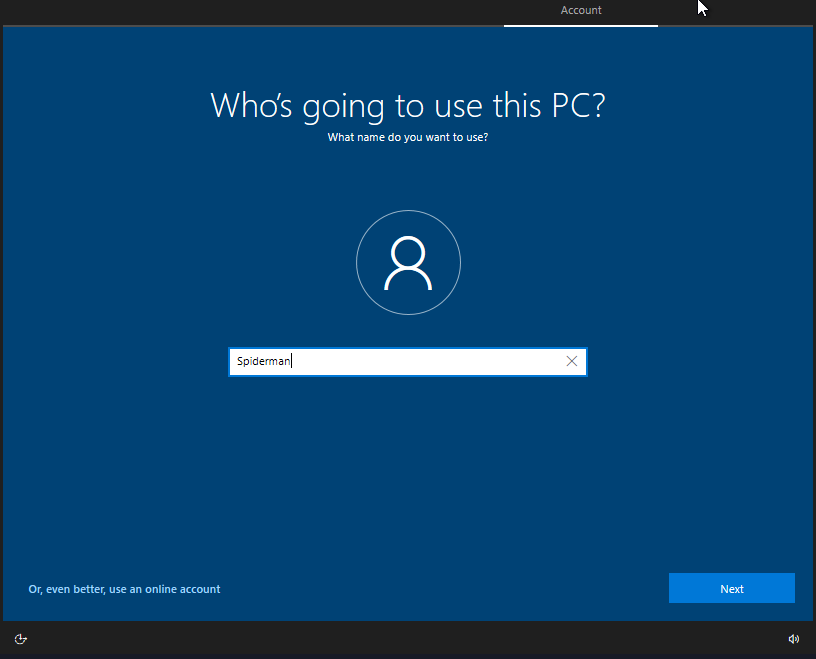 Account
Who's going to use this PC?
What name do you want to use?
Spiderman
Or, even better, use an online account
Next